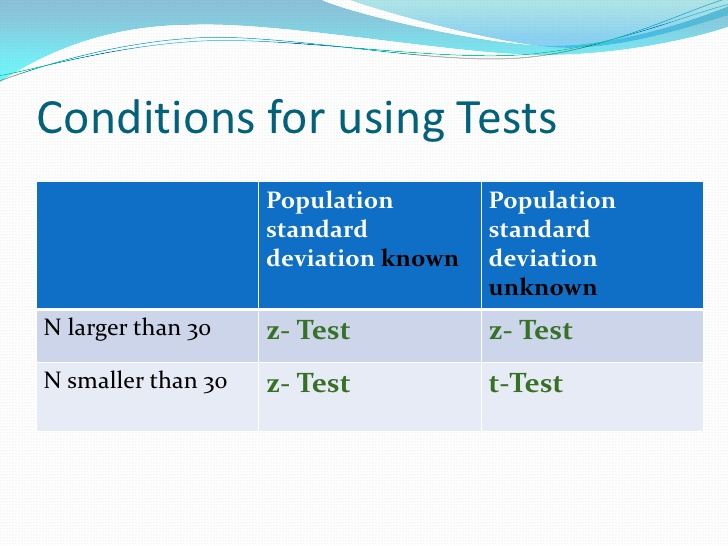 Conditions for using Tests
Population
standard
deviation known
Population
standard
deviation
unknown
N larger than 30
z- Test
z- Test
N smaller than 30
z- Test
t-Test